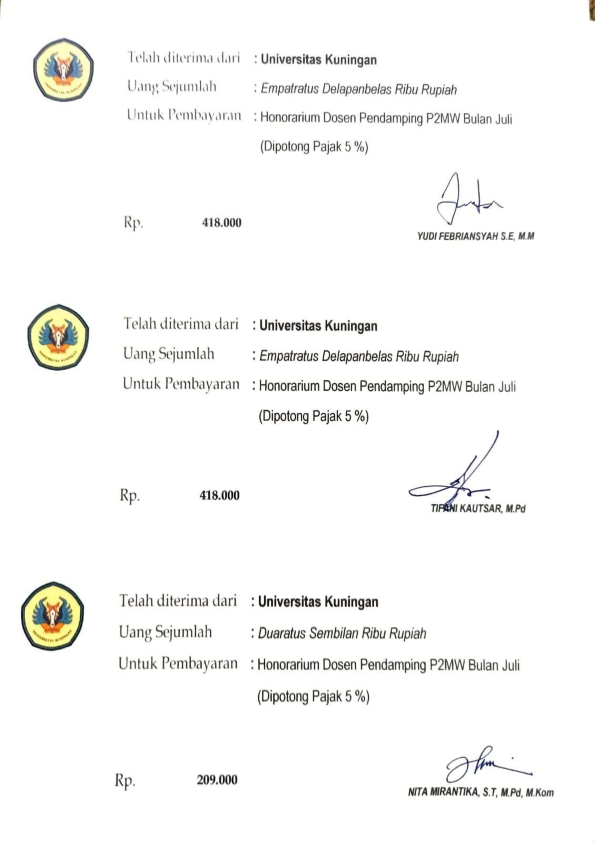 Telah diterima dari : Universitas Kuningan
Uang Sejumlah : Empatratus Delapanbelas Ribu Rupiah
Untuk Pembayaran : Honorarium Dosen Pendamping P2MW Bulan Juli
(Dipotong Pajak 5 %)
Rp. 418.000
YUDI FEBRIANSYAH S.E, M.M
Telah diterima dari : Universitas Kuningan
Uang Sejumlah : Empatratus Delapanbelas Ribu Rupiah
Untuk Pembayaran : Honorarium Dosen Pendamping P2MW Bulan Juli
(Dipotong Pajak 5 %)
Rp. 418.000
TIFANI KAUTSAR, M.Pd
Telah diterima dari : Universitas Kuningan
Uang Sejumlah : Duaratus Sembilan Ribu Rupiah
Untuk Pembayaran : Honorarium Dosen Pendamping P2MW Bulan Juli
(Dipotong Pajak 5 %)
Rp. 209.000
NITA MIRANTIKA, S.T, M.Pd, M.Kom